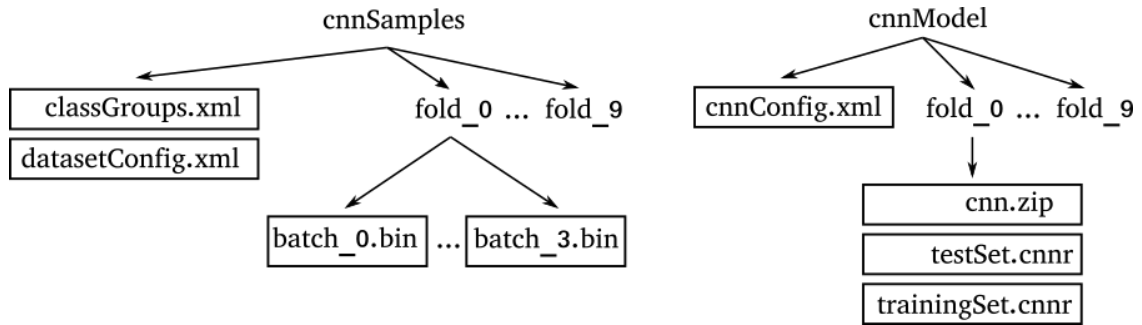 cnnSamples
classGroups.xml
datasetConfig.xml
fold_0 ... fold_9
batch_0.bin ... batch_3.bin
cnnModel
cnnConfig.xml
fold_0 ... fold_9
cnn.zip
testSet.cnnr
trainingSet.cnnr